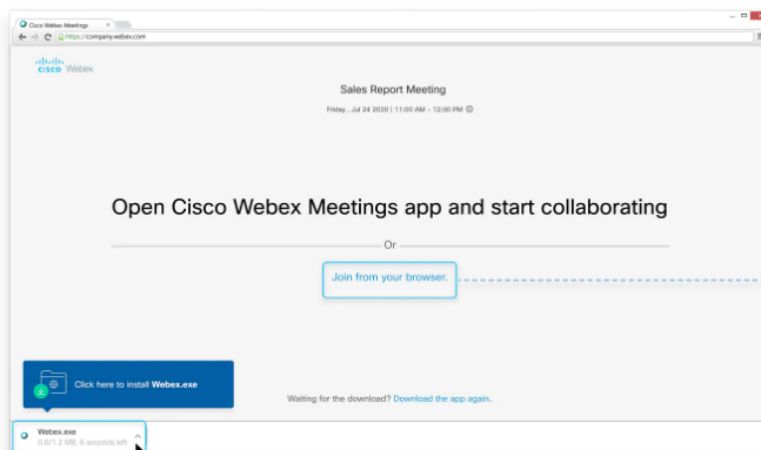 Cisco Webex Meetings
https://company.webex.com
CISCO Webex
Sales Report Meeting
Friday, Jul 24 2020 | 11:00 AM - 12:00 PM
Open Cisco Webex Meetings app and start collaborating
Or
Join from your browser.
Click here to install Webex.exe
Waiting for the download? Download the app again.
Webex.exe
0.6/1.2 MB, 6 seconds left